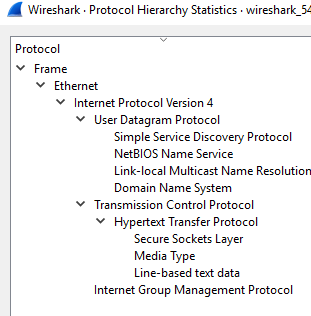 Wireshark · Protocol Hierarchy Statistics · wireshark_54
Protocol
Frame
Ethernet
Internet Protocol Version 4
User Datagram Protocol
Simple Service Discovery Protocol
NetBIOS Name Service
Link-local Multicast Name Resolution
Domain Name System
Transmission Control Protocol
Hypertext Transfer Protocol
Secure Sockets Layer
Media Type
Line-based text data
Internet Group Management Protocol